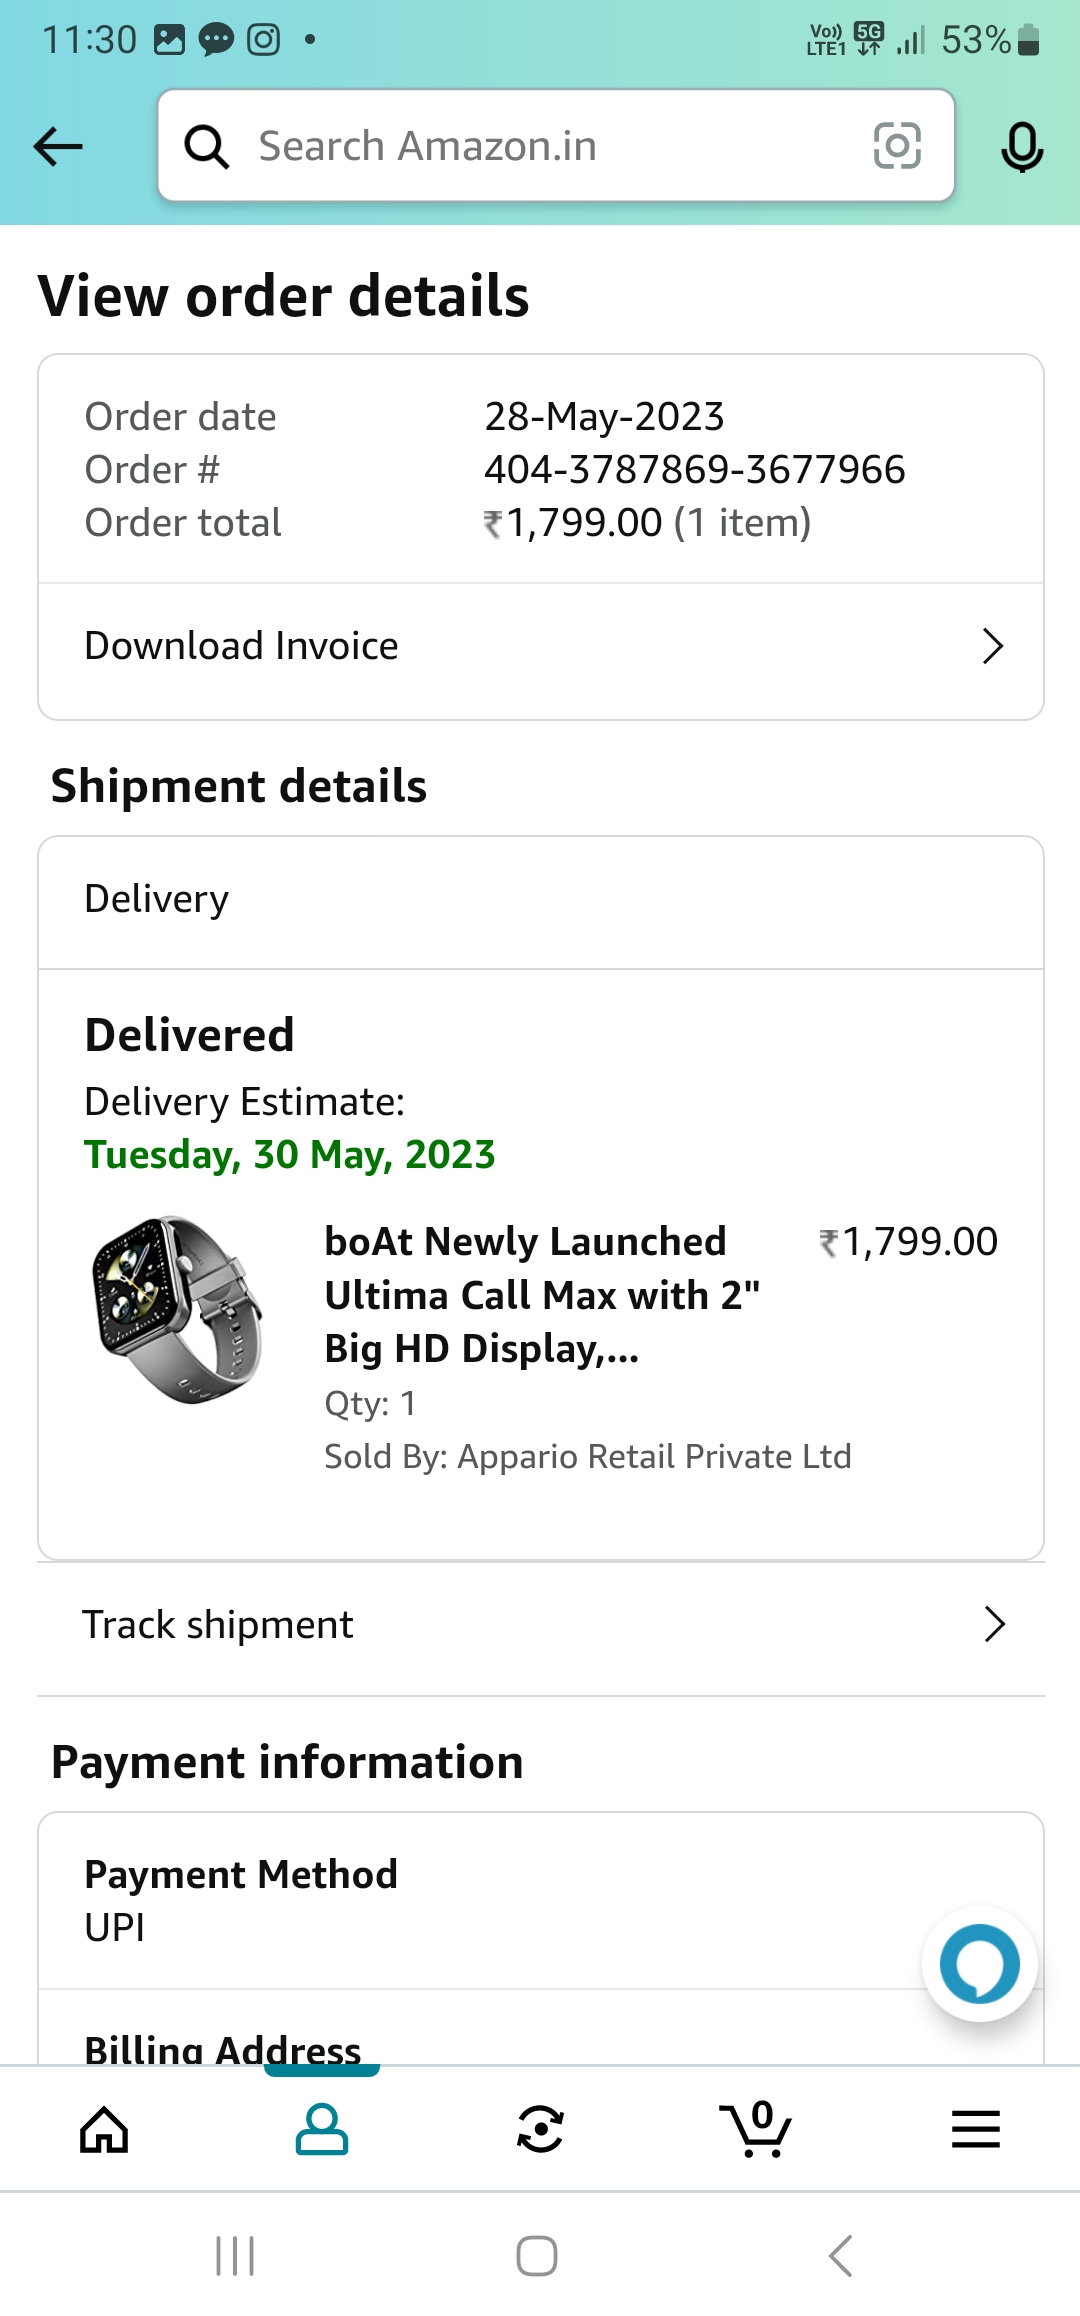 11:30
Vo)) LTE1 5G 53%
Search Amazon.in
View order details
Order date 28-May-2023
Order # 404-3787869-3677966
Order total ₹1,799.00 (1 item)
Download Invoice
Shipment details
Delivery
Delivered
Delivery Estimate:
Tuesday, 30 May, 2023
boAt Newly Launched ₹1,799.00
Ultima Call Max with 2"
Big HD Display,...
Qty: 1
Sold By: Appario Retail Private Ltd
Track shipment
Payment information
Payment Method
UPI
Billing Address
0